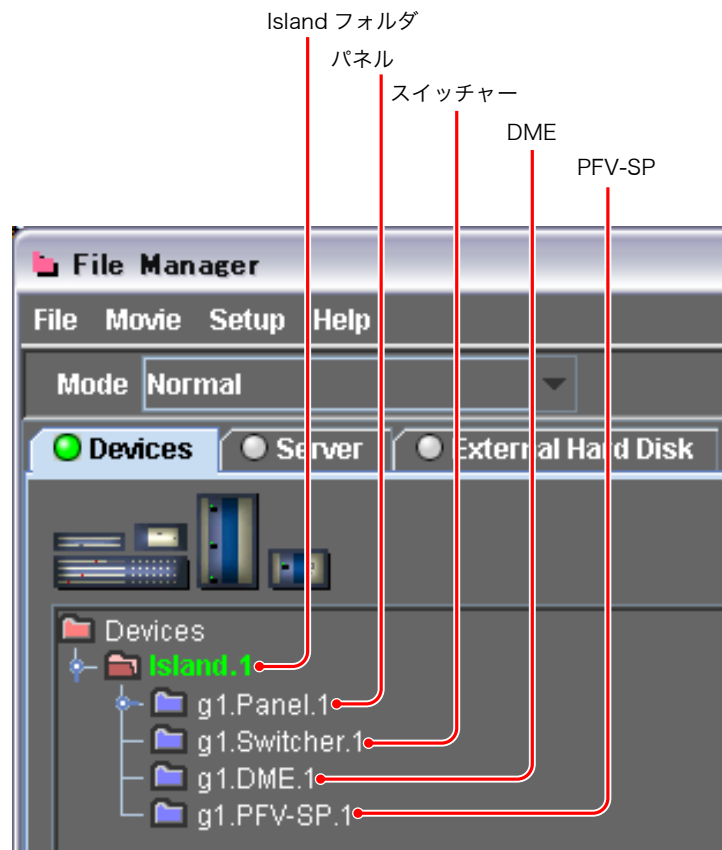 Island フォルダ
パネル
スイッチャー
DME
PFV-SP
File Manager
File Movie Setup Help
Mode Normal
Devices Server External Hard Disk
Devices
Island.1
g1.Panel.1
g1.Switcher.1
g1.DME.1
g1.PFV-SP.1